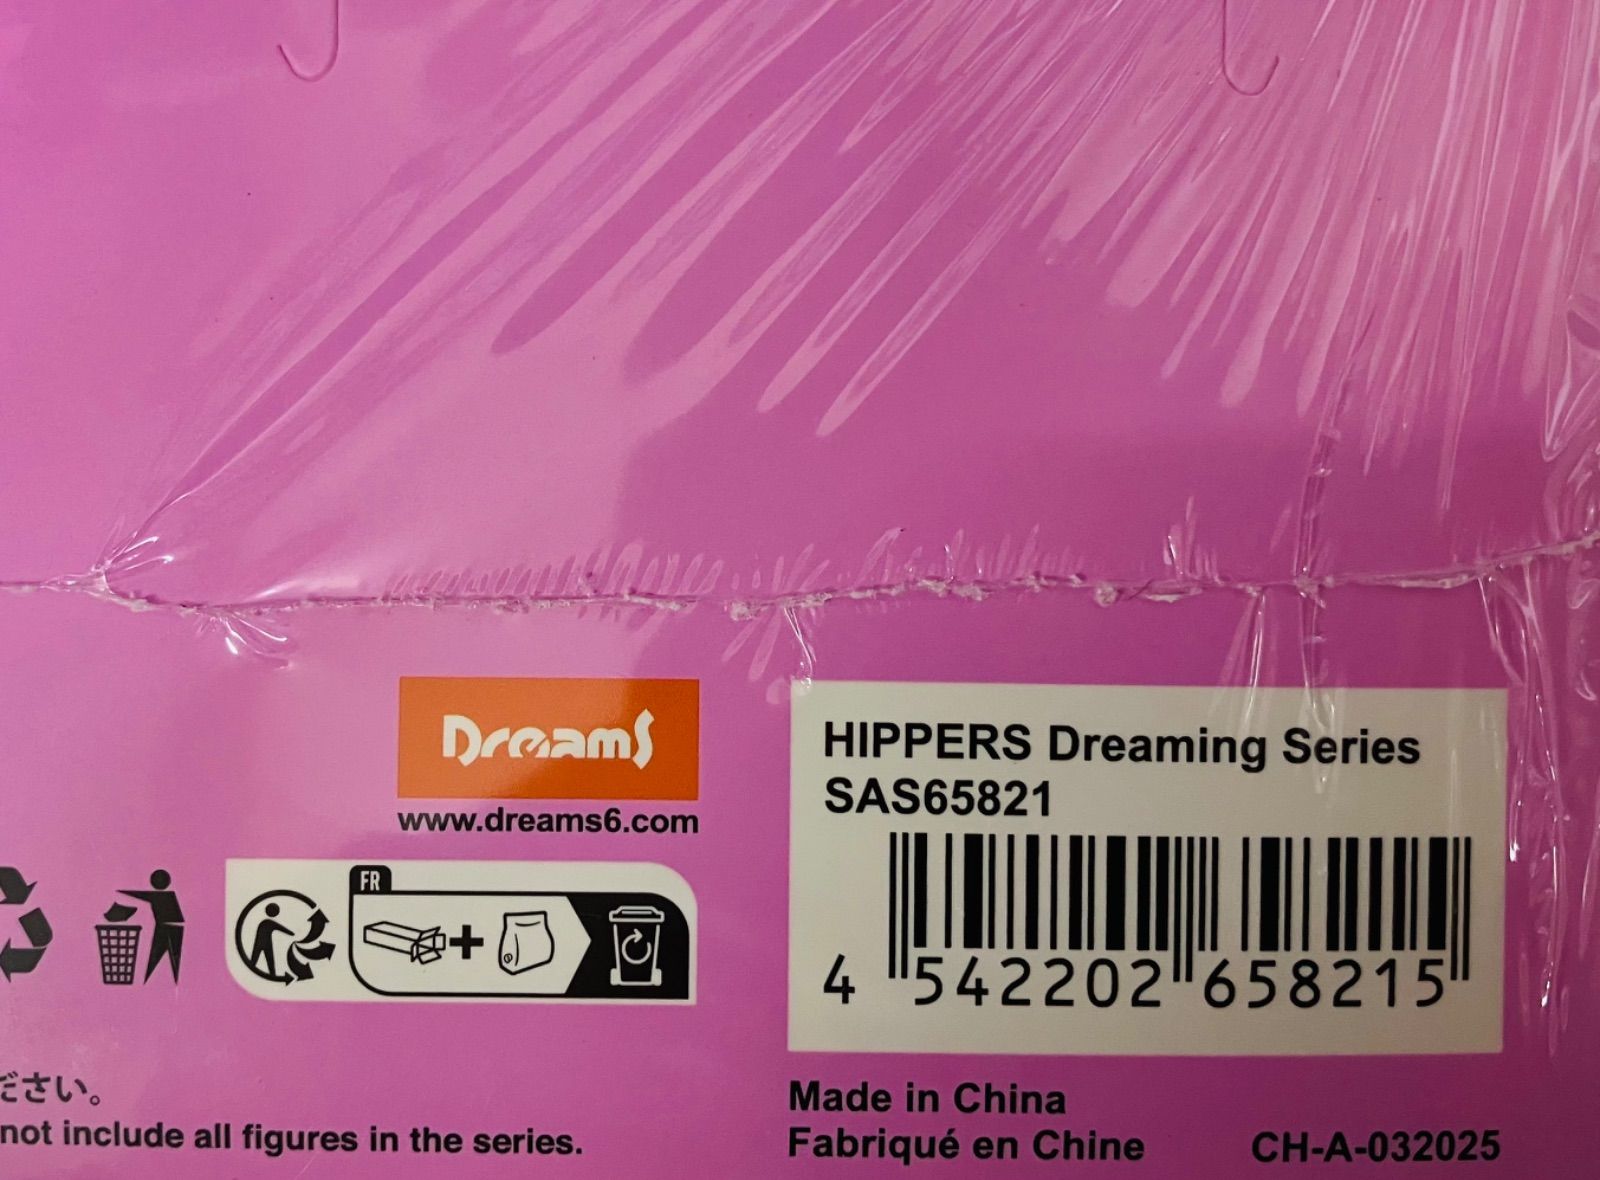 Dreams
www.dreams6.com
HIPPERS Dreaming Series
SAS65821
FR
4 542202 658215
ださい。
not include all figures in the series.
Made in China
Fabriqué en Chine
CH-A-032025